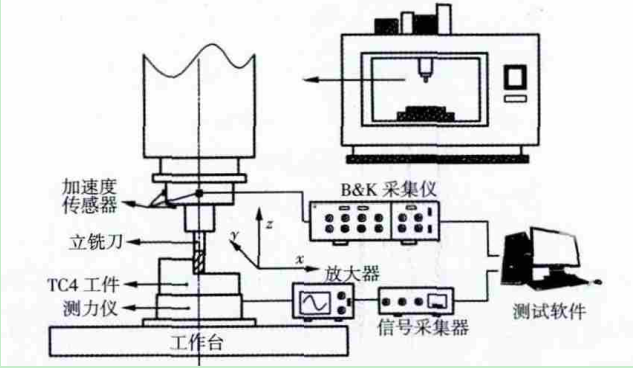 加速度
传感器
B&K 采集仪
立铣刀
z
y
x
TC4 工件
放大器
测力仪
信号采集器
测试软件
工作台